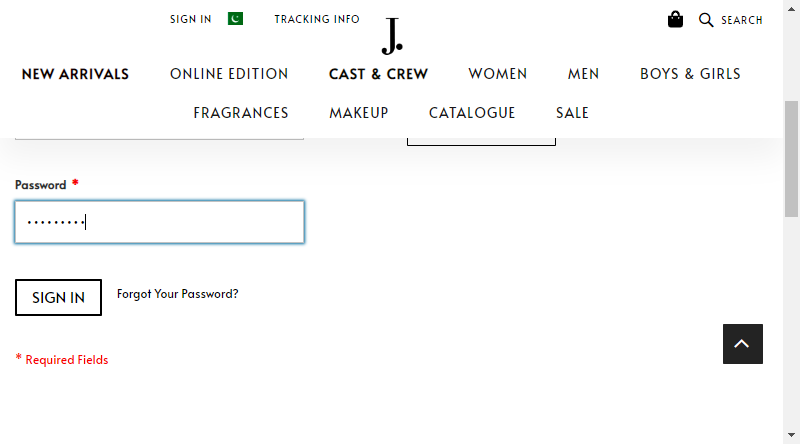 SIGN IN TRACKING INFO J. SEARCH
NEW ARRIVALS ONLINE EDITION CAST & CREW WOMEN MEN BOYS & GIRLS
FRAGRANCES MAKEUP CATALOGUE SALE
Password *
•••••••••
SIGN IN Forgot Your Password?
* Required Fields